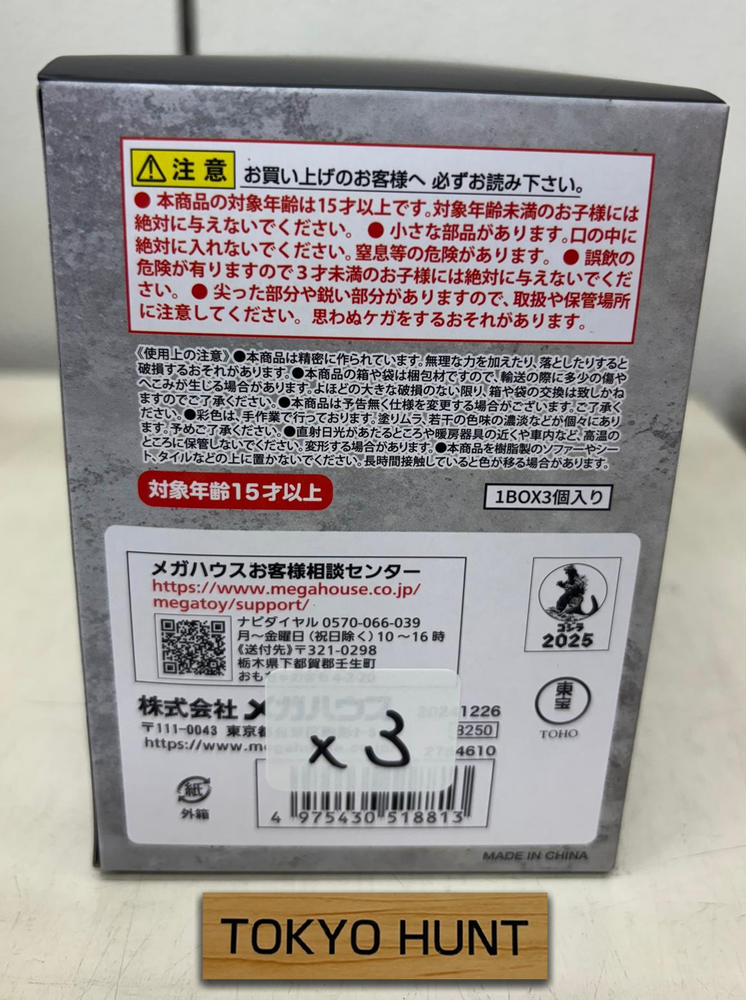 注意 お買い上げのお客様へ 必ずお読み下さい。
● 本商品の対象年齢は15才以上です。対象年齢未満のお子様には
絶対に与えないでください。 ● 小さな部品があります。口の中に
絶対に入れないでください。窒息等の危険があります。 ● 誤飲の
危険が有りますので3才未満のお子様には絶対に与えないでくだ
さい。 ● 尖った部分や鋭い部分がありますので、取扱や保管場所
に注意してください。 思わぬケガをするおそれがあります。
《使用上の注意》●本商品は精密に作られています。無理な力を加えたり、落としたりすると
破損するおそれがあります。●本商品の箱や袋は梱包材ですので、輸送の際に多少の傷や
へこみが生じる場合があります。よほどの大きな破損のない限り、箱や袋の交換は致しかね
ますのでご了承ください。●本商品は予告無く仕様を変更する場合がございます。ご了承く
ださい。●彩色は、手作業で行っております。塗りムラ、若干の色味の濃淡などが個々にあり
ます。予めご了承ください。●直射日光があたるところや暖房器具の近くや車内など、高温の
ところに保管しないでください。変形する場合があります。●本商品を樹脂製のソファーやシー
ト、タイルなどの上に置かないでください。長時間接触していると色が移る場合があります。
対象年齢15才以上
1BOX3個入り
メガハウスお客様相談センター
https://www.megahouse.co.jp/
megatoy/support/
ナビダイヤル 0570-066-039
月〜金曜日(祝日除く)10〜16時
《送付先》〒321-0298
栃木県下都賀郡壬生町
おもちゃのまち4-2-20
ゴジラ
2025
株式会社メガハウス 20241226
〒111-0043 東京都
8250
https://www.me
2784610
x 3
東宝
TOHO
紙
外箱
4 975430 518813
MADE IN CHINA
TOKYO HUNT